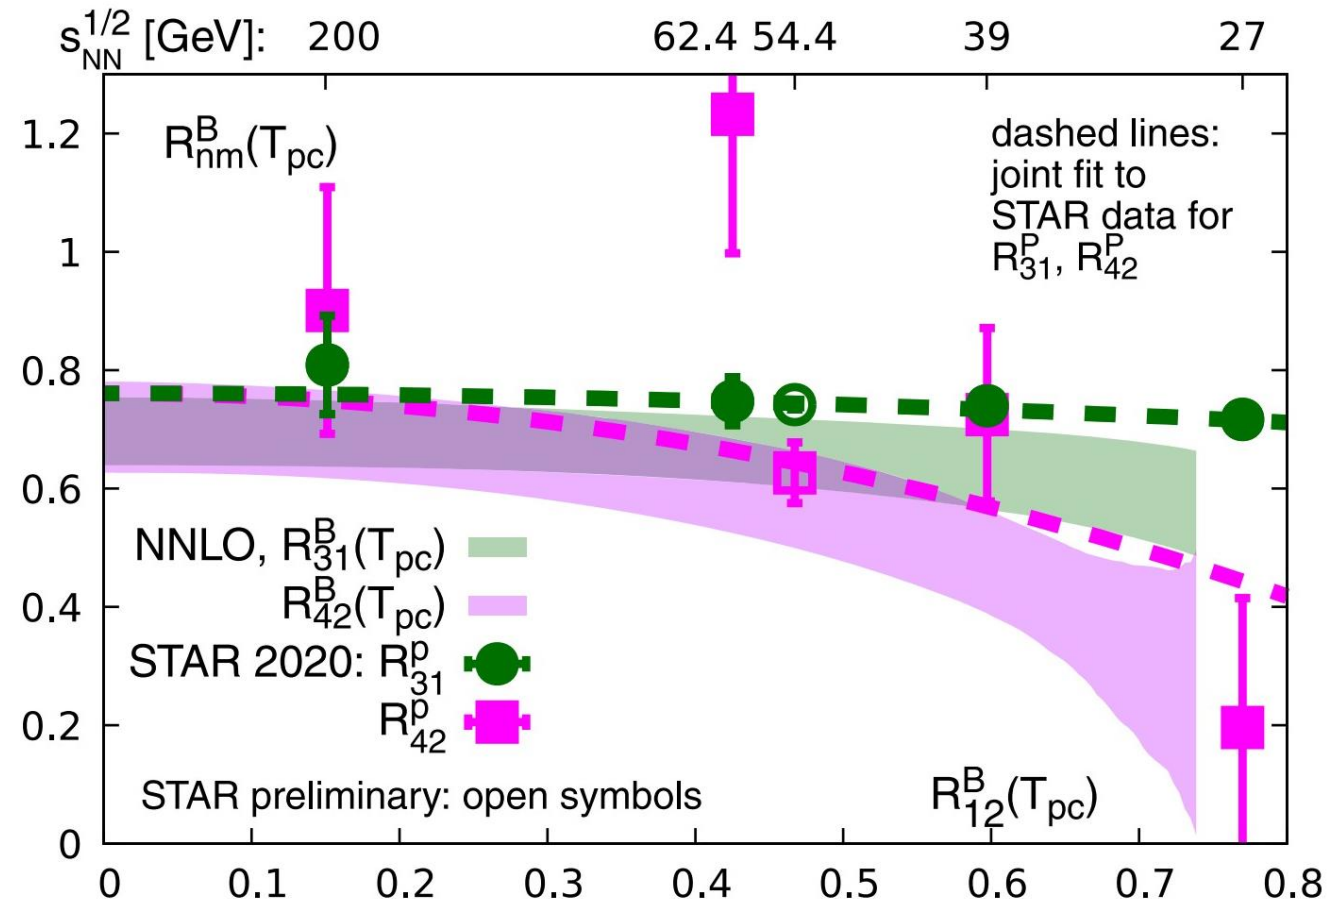 s_NN^1/2 [GeV]: 200 62.4 54.4 39 27
1.2
1
0.8
0.6
0.4
0.2
0
R^B_nm(T_pc)
dashed lines:
joint fit to
STAR data for
R^P_31, R^P_42
NNLO, R^B_31(T_pc)
R^B_42(T_pc)
STAR 2020: R^p_31
R^p_42
STAR preliminary: open symbols
R^B_12(T_pc)
0 0.1 0.2 0.3 0.4 0.5 0.6 0.7 0.8